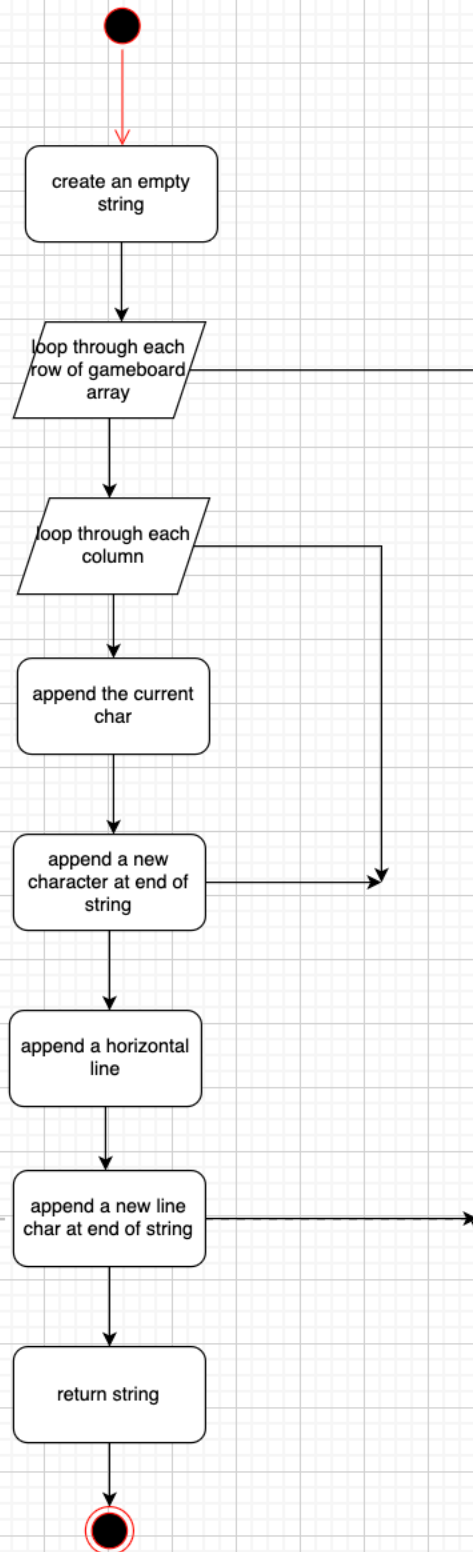 create an empty
string
loop through each
row of gameboard
array
loop through each
column
append the current
char
append a new
character at end of
string
append a horizontal
line
append a new line
char at end of string
return string